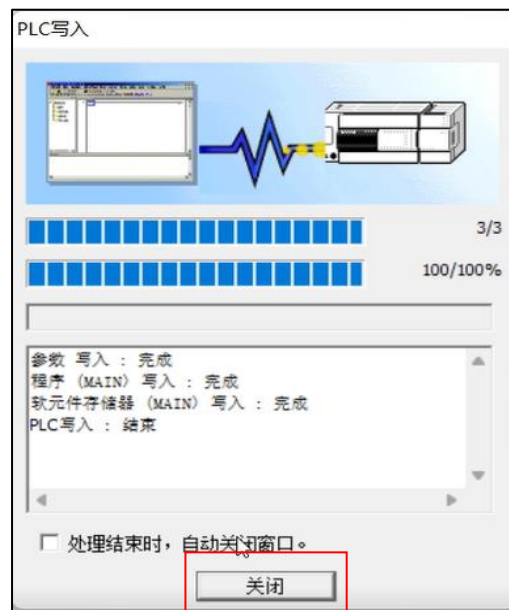 PLC写入
3/3
100/100%
参数 写入 : 完成
程序 (MAIN) 写入 : 完成
软元件存储器 (MAIN) 写入 : 完成
PLC写入 : 结束
处理结束时，自动关闭窗口。
关闭